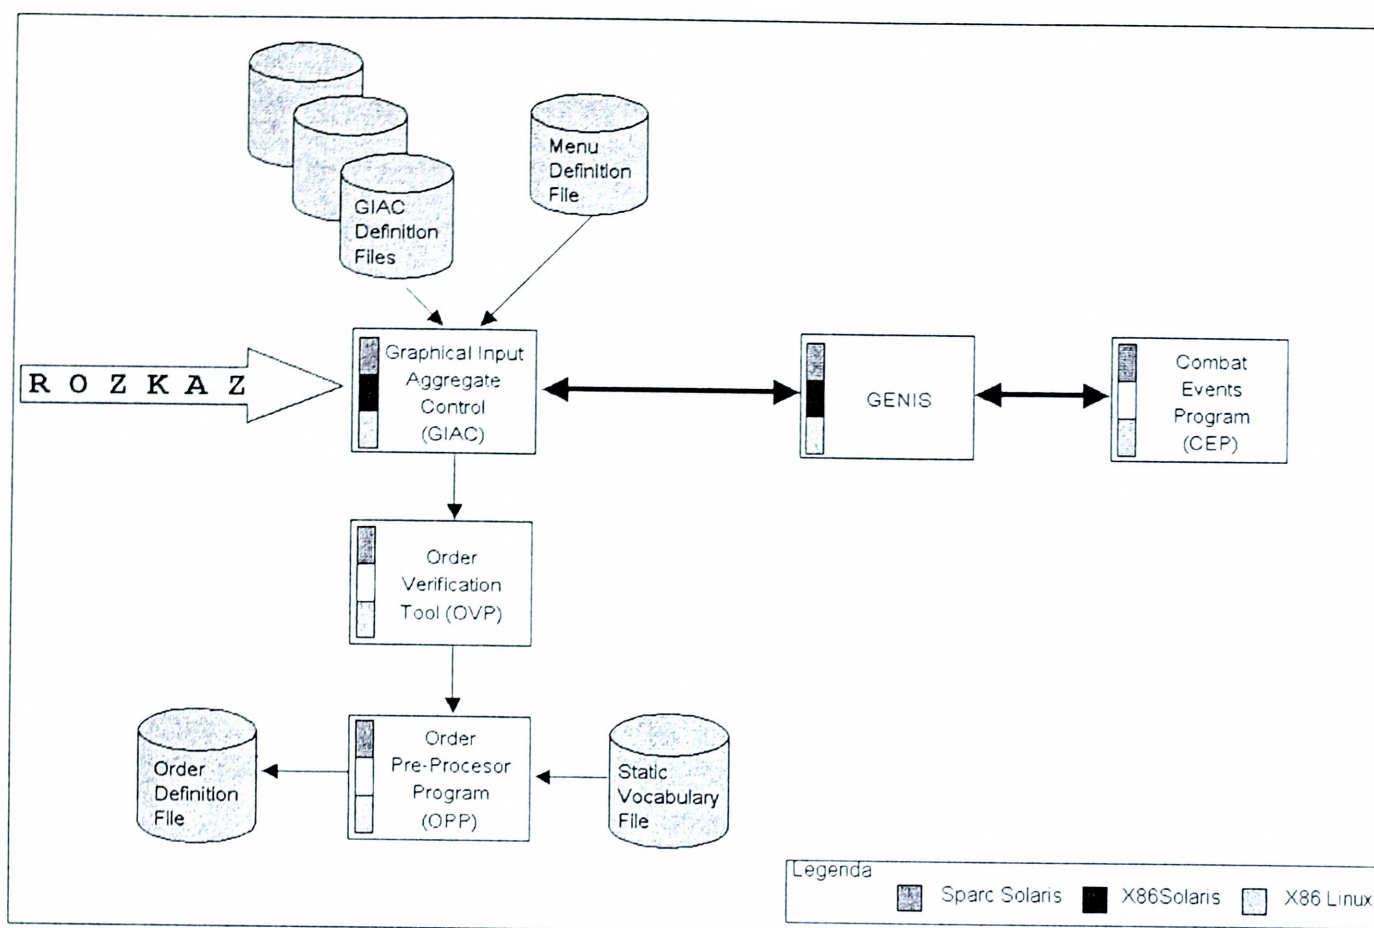 GIAC
Definition
Files
Menu
Definition
File
R O Z K A Z
Graphical Input
Aggregate
Control
(GIAC)
GENIS
Combat
Events
Program
(CEP)
Order
Verification
Tool (OVP)
Order
Definition
File
Order
Pre-Procesor
Program
(OPP)
Static
Vocabulary
File
Legenda
Sparc Solaris
X86Solaris
X86 Linux